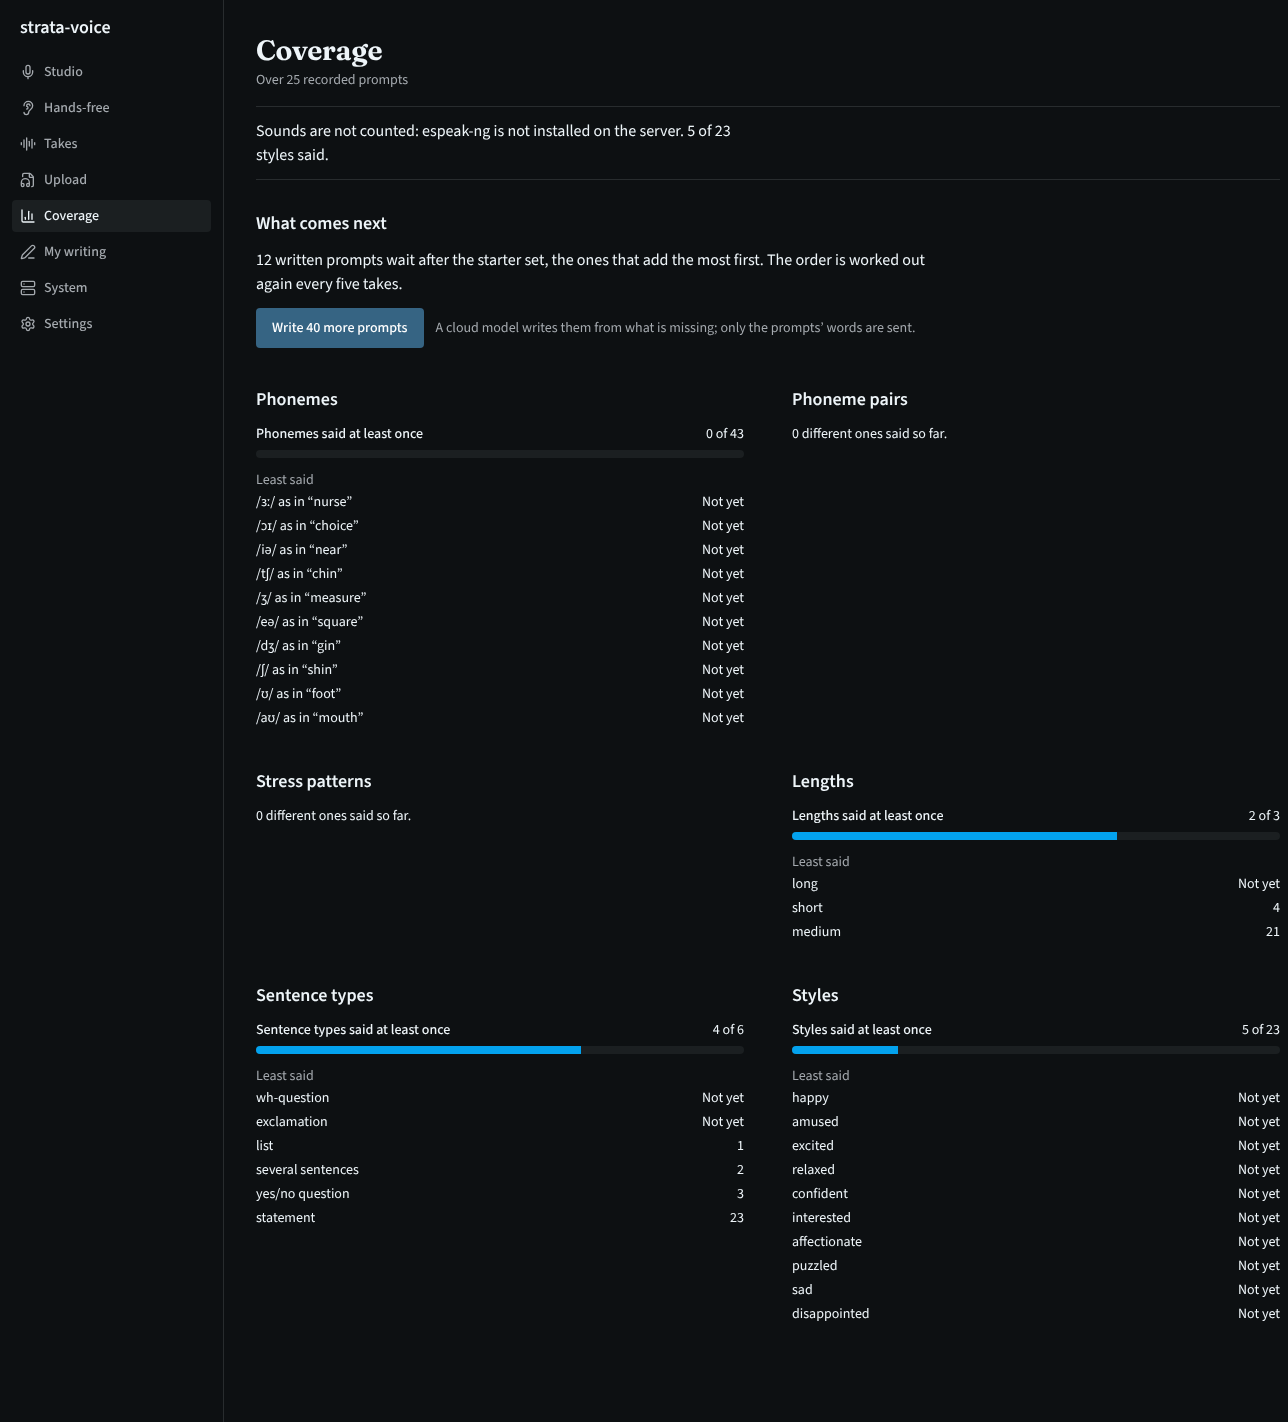 strata-voice
Studio
Hands-free
Takes
Upload
Coverage
My writing
System
Settings
Coverage
Over 25 recorded prompts
Sounds are not counted: espeak-ng is not installed on the server. 5 of 23
styles said.
What comes next
12 written prompts wait after the starter set, the ones that add the most first. The order is worked out
again every five takes.
Write 40 more prompts
A cloud model writes them from what is missing; only the prompts’ words are sent.
Phonemes
Phonemes said at least once 0 of 43
Least said
/ɜː/ as in “nurse” Not yet
/ɔɪ/ as in “choice” Not yet
/iə/ as in “near” Not yet
/tʃ/ as in “chin” Not yet
/ʒ/ as in “measure” Not yet
/eə/ as in “square” Not yet
/dʒ/ as in “gin” Not yet
/ʃ/ as in “shin” Not yet
/ʊ/ as in “foot” Not yet
/aʊ/ as in “mouth” Not yet
Phoneme pairs
0 different ones said so far.
Stress patterns
0 different ones said so far.
Lengths
Lengths said at least once 2 of 3
Least said
long Not yet
short 4
medium 21
Sentence types
Sentence types said at least once 4 of 6
Least said
wh-question Not yet
exclamation Not yet
list 1
several sentences 2
yes/no question 3
statement 23
Styles
Styles said at least once 5 of 23
Least said
happy Not yet
amused Not yet
excited Not yet
relaxed Not yet
confident Not yet
interested Not yet
affectionate Not yet
puzzled Not yet
sad Not yet
disappointed Not yet